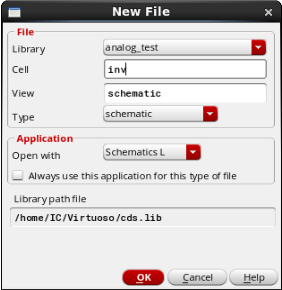 New File
File
Library analog_test
Cell inv
View schematic
Type schematic
Application
Open with Schematics L
Always use this application for this type of file
Library path file
/home/IC/Virtuoso/cds.lib
OK Cancel Help